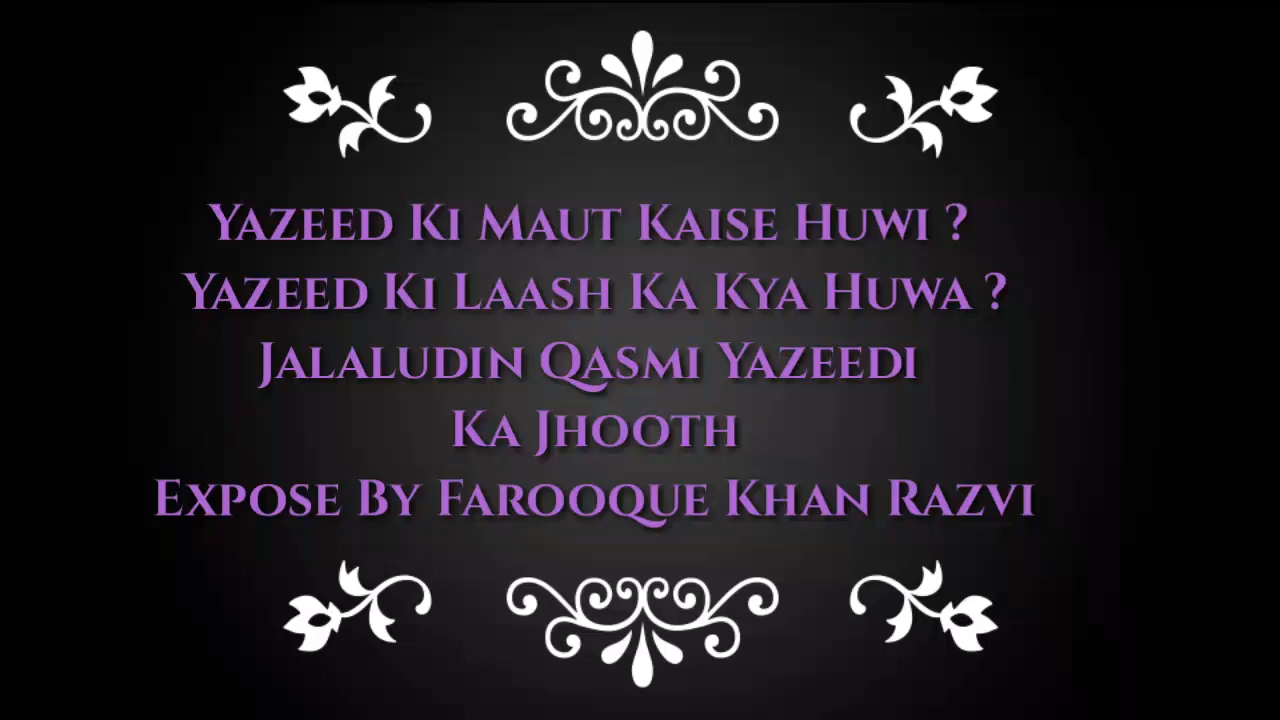 Yazeed Ki Maut Kaise Huwi ?
Yazeed Ki Laash Ka Kya Huwa ?
Jalaludin Qasmi Yazeedi
Ka Jhooth
Expose By Farooque Khan Razvi